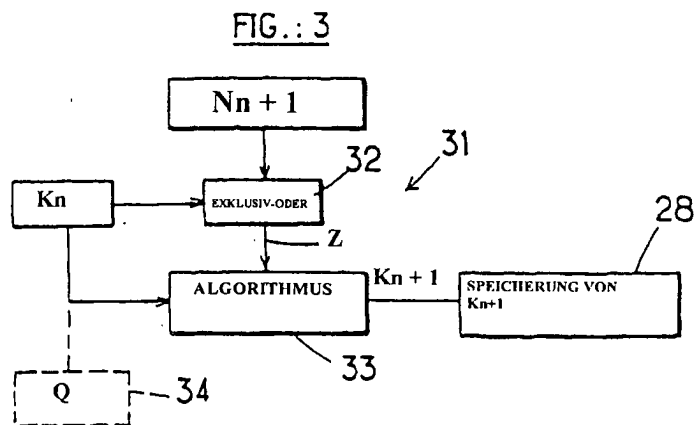 FIG.: 3
Nn + 1
31
32
Kn
EXKLUSIV-ODER
Z
28
ALGORITHMUS
Kn + 1
SPEICHERUNG VON
Kn+1
33
Q
34